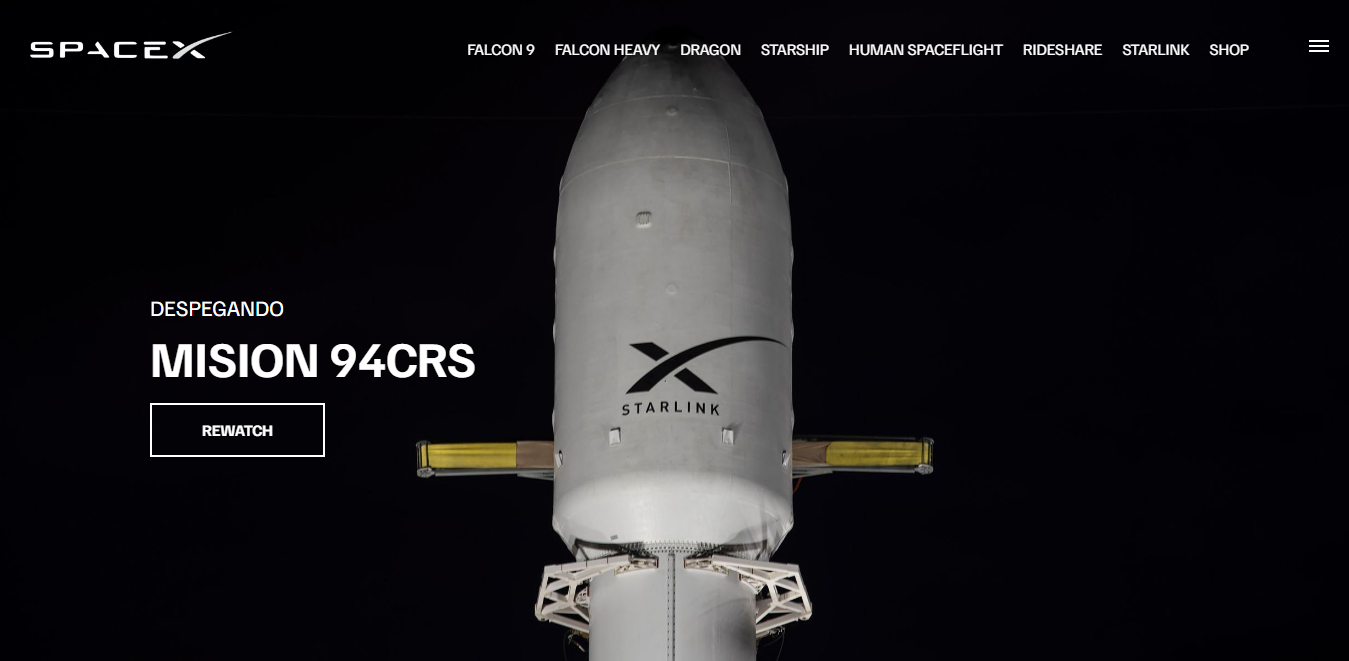 SPACEX
FALCON 9 FALCON HEAVY DRAGON STARSHIP HUMAN SPACEFLIGHT RIDESHARE STARLINK SHOP
DESPEGANDO
MISION 94CRS
REWATCH
STARLINK